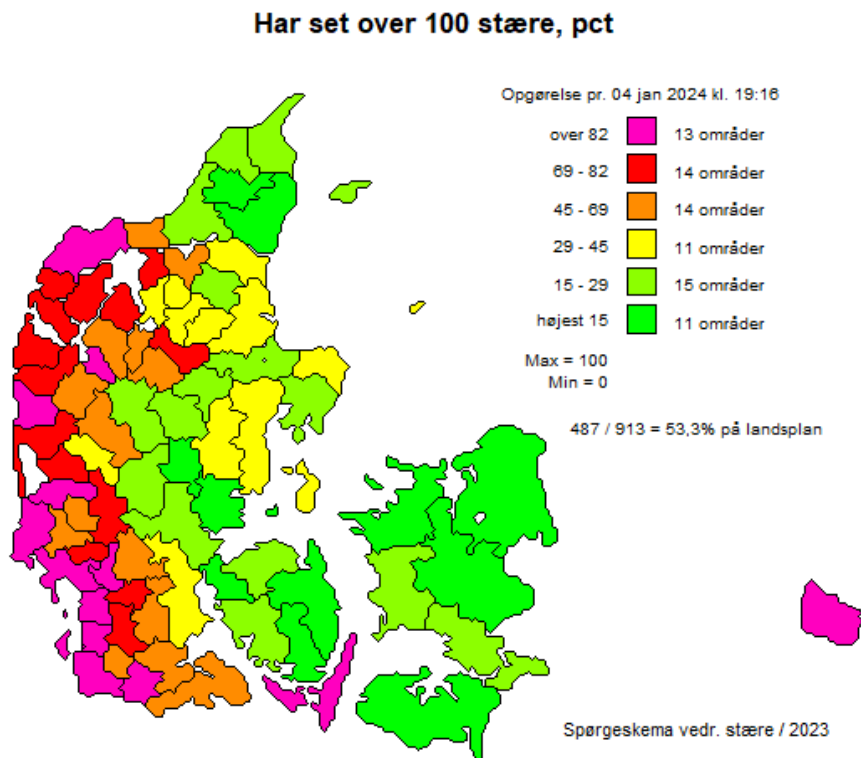 Har set over 100 stære, pct
Opgørelse pr. 04 jan 2024 kl. 19:16
over 82 13 områder
69 - 82 14 områder
45 - 69 14 områder
29 - 45 11 områder
15 - 29 15 områder
højest 15 11 områder
Max = 100
Min = 0
487 / 913 = 53,3% på landsplan
Spørgeskema vedr. stære / 2023